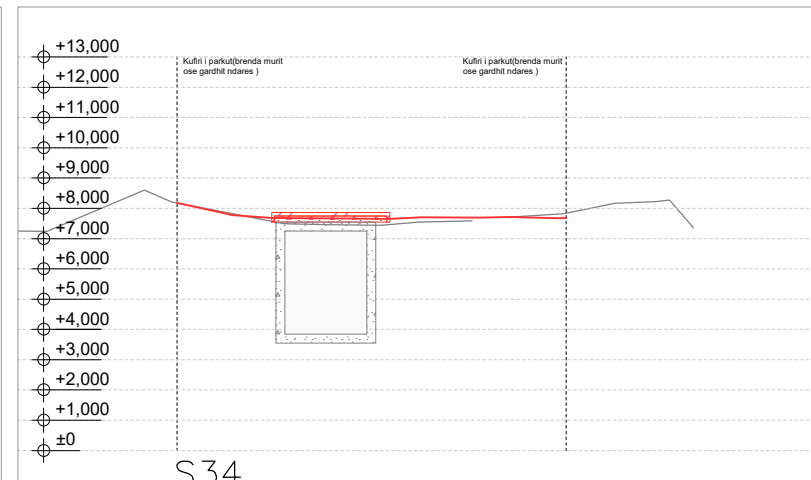 +13,000
Kufiri i parkut(brenda murit
ose gardhit ndares )
Kufiri i parkut(brenda murit
ose gardhit ndares )
+12,000
+11,000
+10,000
+9,000
+8,000
+7,000
+6,000
+5,000
+4,000
+3,000
+2,000
+1,000
±0
S34